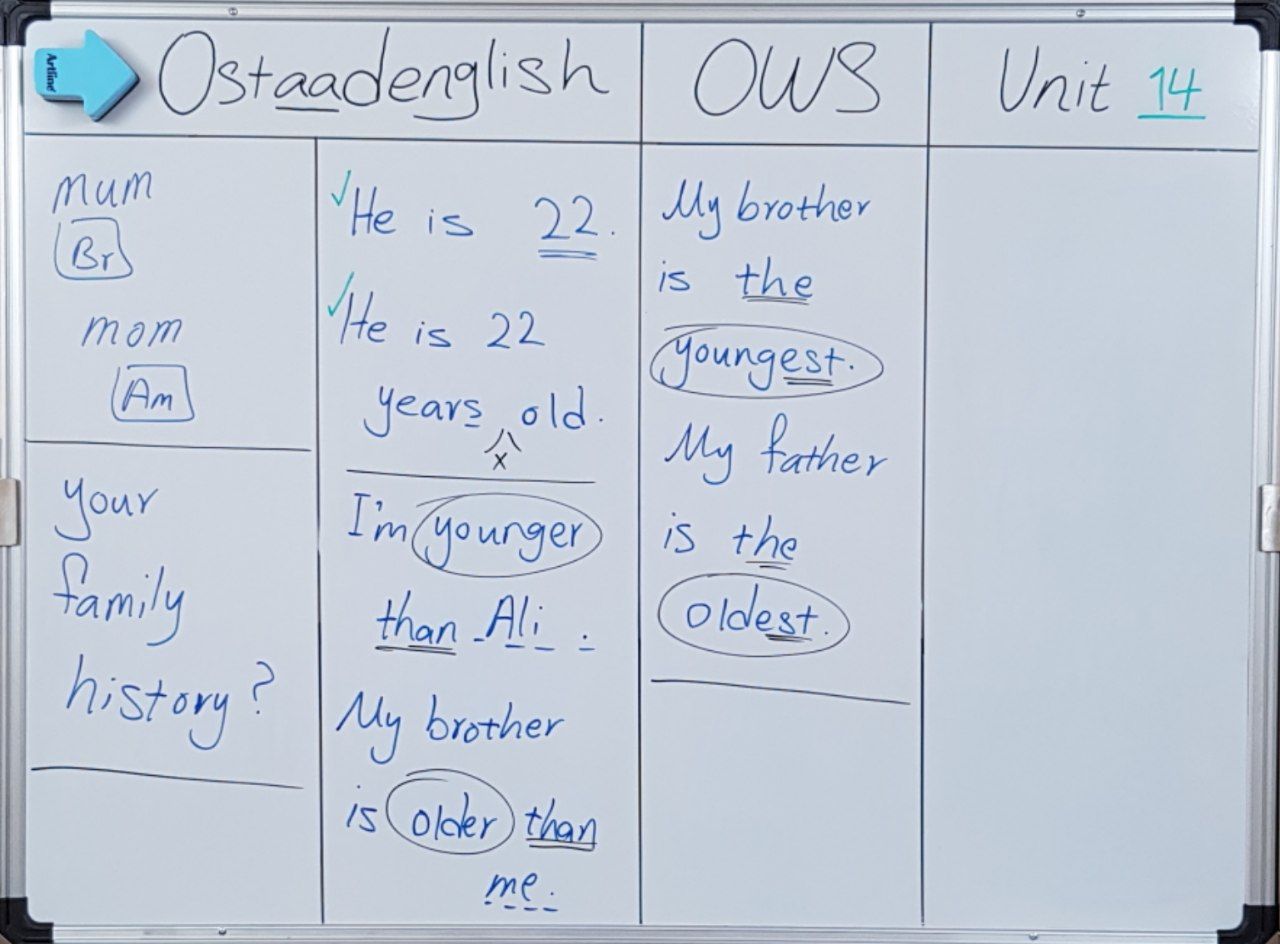 Artline
Ostaadenglish
OWS
Unit 14
mum
Br
mom
Am
your
family
history?
He is 22.
He is 22
years old.
x
I'm younger
than Ali.
My brother
is older than
me.
My brother
is the
youngest.
My father
is the
oldest.